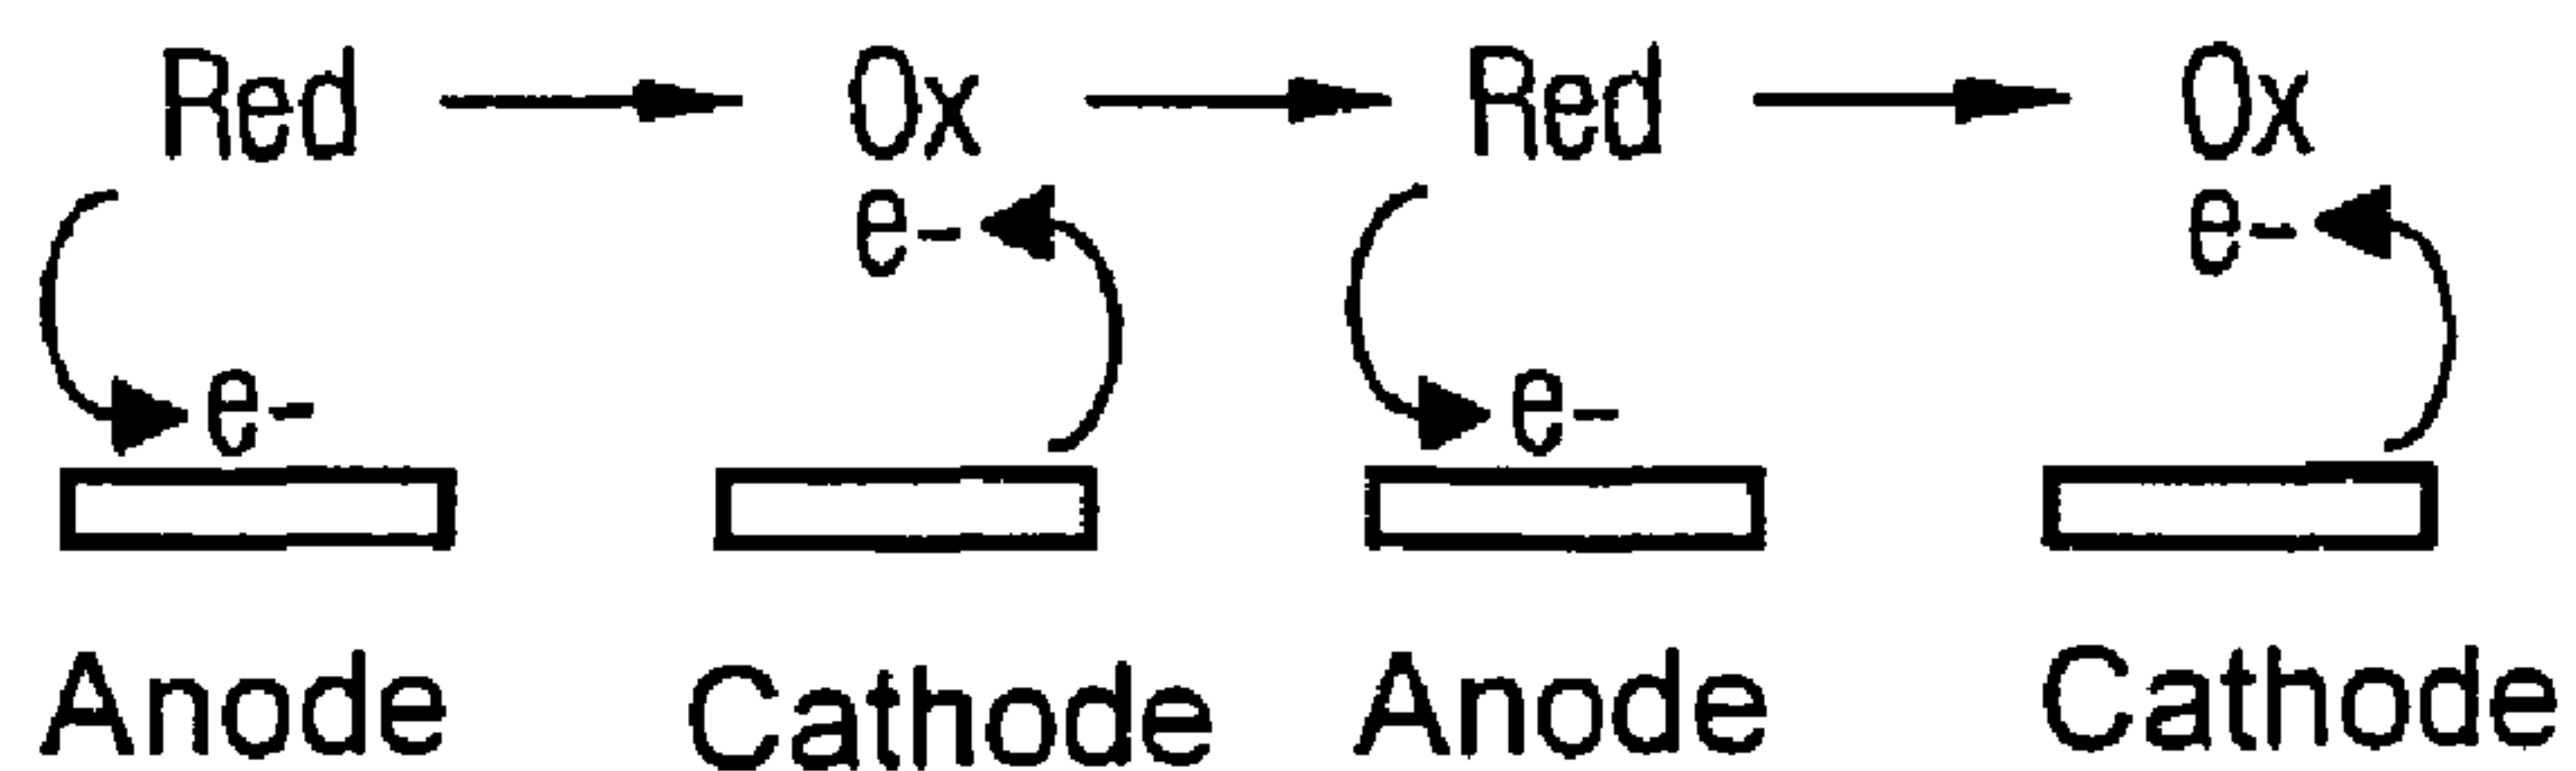 Red Ox Red Ox
e- e-
e- e-
Anode Cathode Anode Cathode